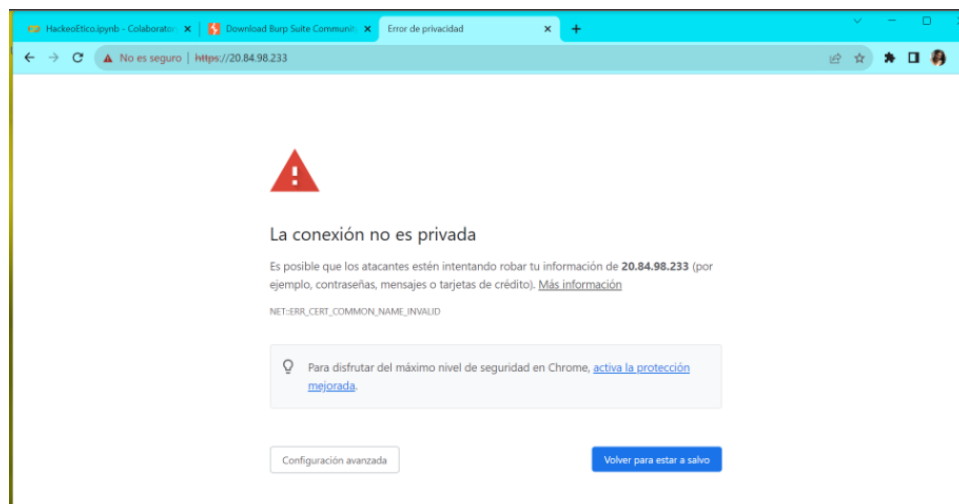 HackeoEtico.ipynb - Colaborator
Download Burp Suite Communit
Error de privacidad
No es seguro
https://20.84.98.233
La conexión no es privada
Es posible que los atacantes estén intentando robar tu información de 20.84.98.233 (por
ejemplo, contraseñas, mensajes o tarjetas de crédito). Más información
NET::ERR_CERT_COMMON_NAME_INVALID
Para disfrutar del máximo nivel de seguridad en Chrome, activa la protección
mejorada.
Configuración avanzada
Volver para estar a salvo